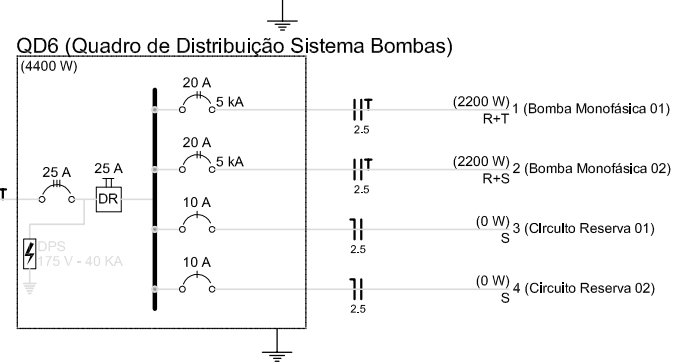 QD6 (Quadro de Distribuição Sistema Bombas)
(4400 W)
20 A
5 kA
T
2.5
(2200 W)
R+T
1 (Bomba Monofásica 01)
20 A
5 kA
T
2.5
(2200 W)
R+S
2 (Bomba Monofásica 02)
T
25 A
25 A
DR
10 A
2.5
(0 W)
S
3 (Circuito Reserva 01)
DPS
175 V - 40 KA
10 A
2.5
(0 W)
S
4 (Circuito Reserva 02)